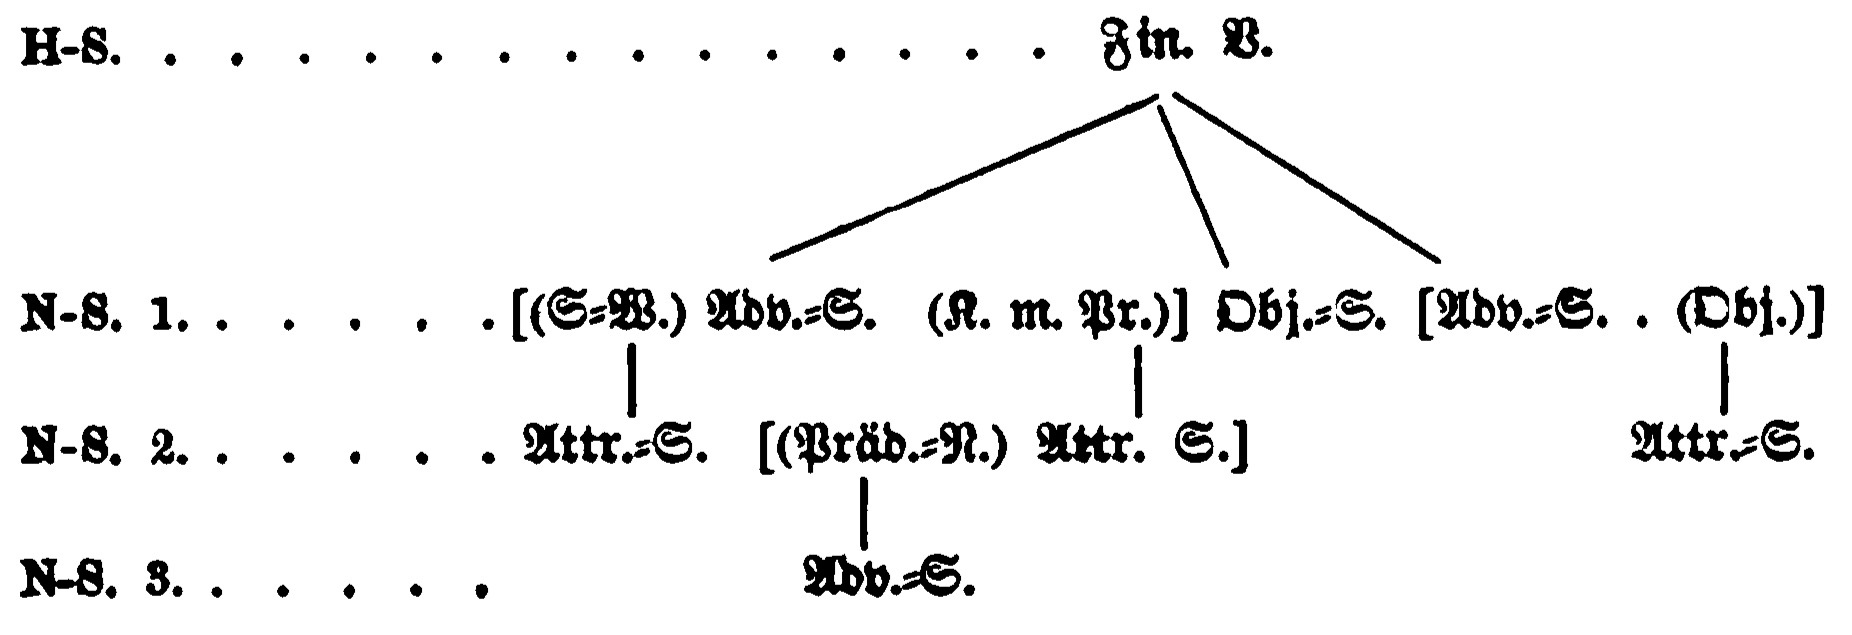 H-S. . . . . . . . . . . . . . . Fin. V.
N-S. 1. . . . . . [(S=W.) Adv.=S. (K. m. Pr.)] Obj.=S. [Adv.=S. . (Obj.)]
N-S. 2. . . . . . Attr.=S. [(Präd.=N.) Attr. S.] Attr.=S.
N-S. 3. . . . . . Adv.=S.